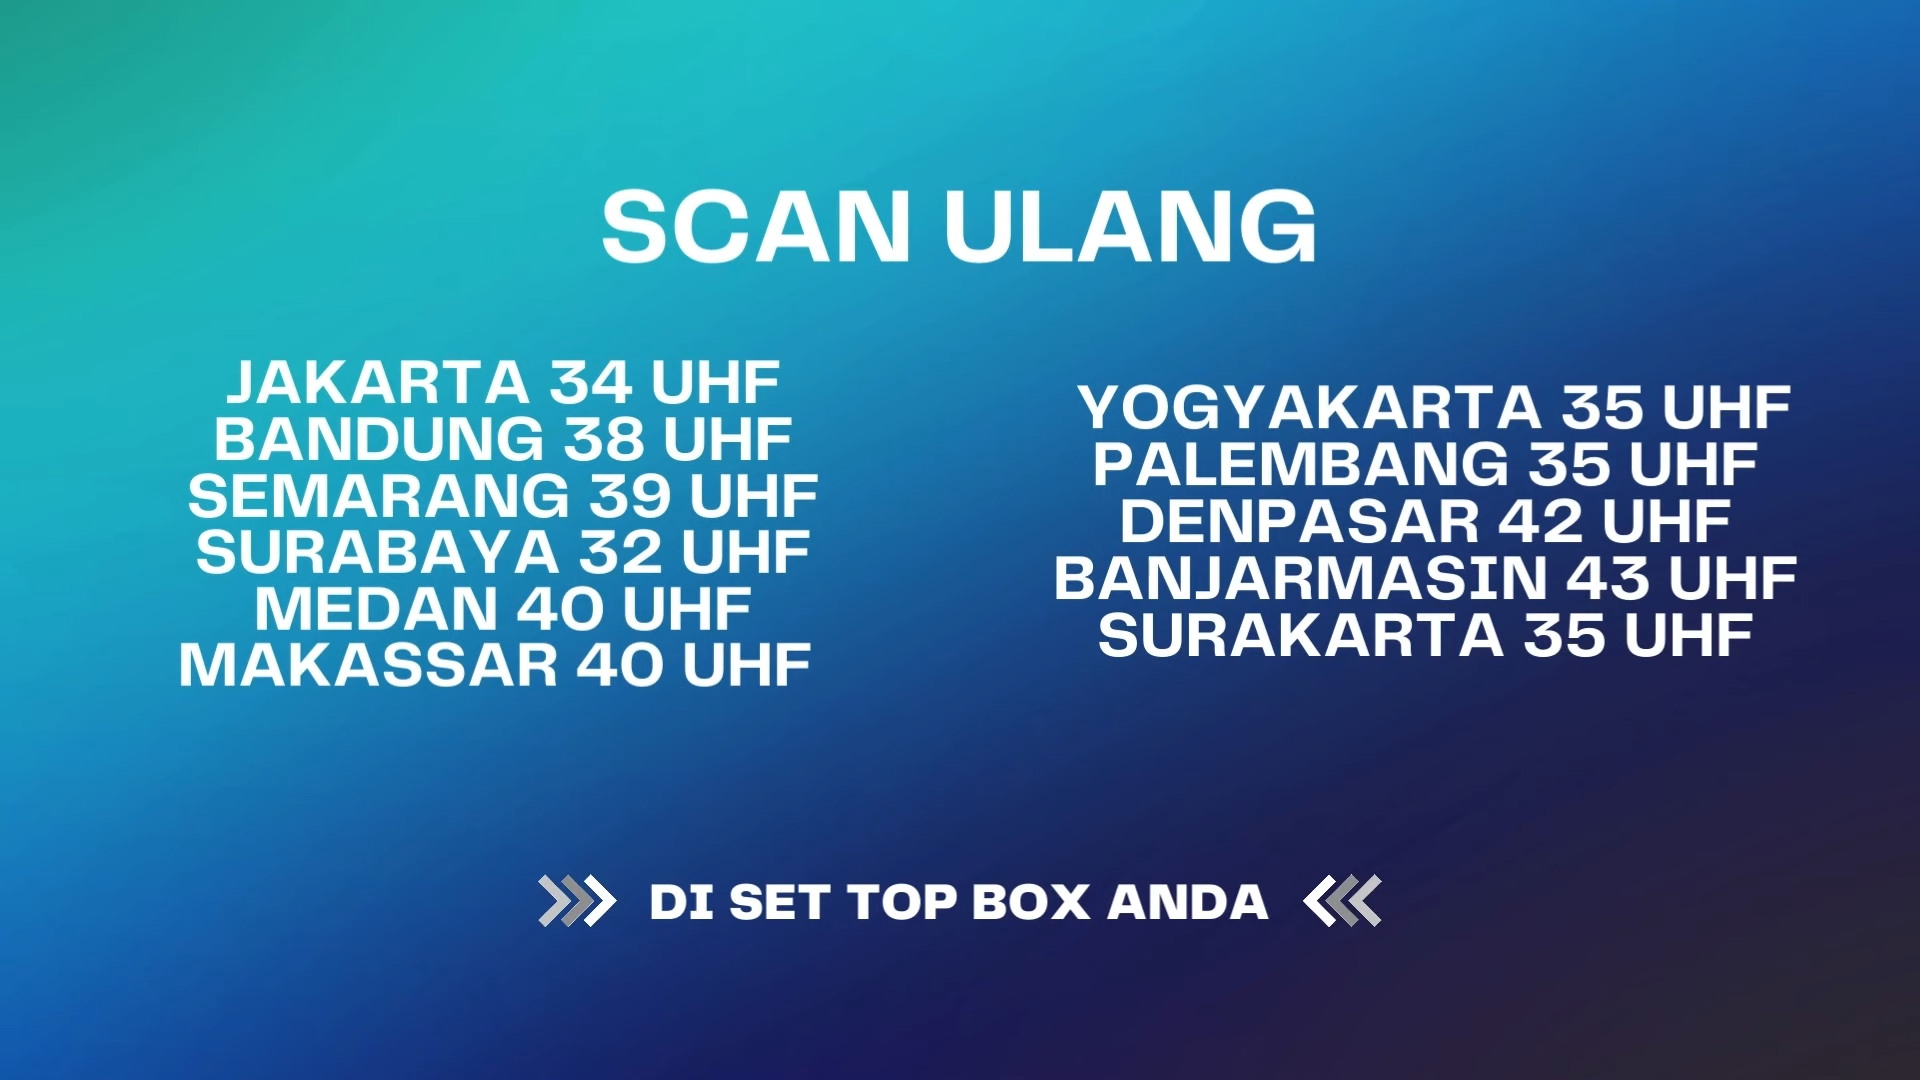 SCAN ULANG
JAKARTA 34 UHF
BANDUNG 38 UHF
SEMARANG 39 UHF
SURABAYA 32 UHF
MEDAN 40 UHF
MAKASSAR 40 UHF
YOGYAKARTA 35 UHF
PALEMBANG 35 UHF
DENPASAR 42 UHF
BANJARMASIN 43 UHF
SURAKARTA 35 UHF
DI SET TOP BOX ANDA